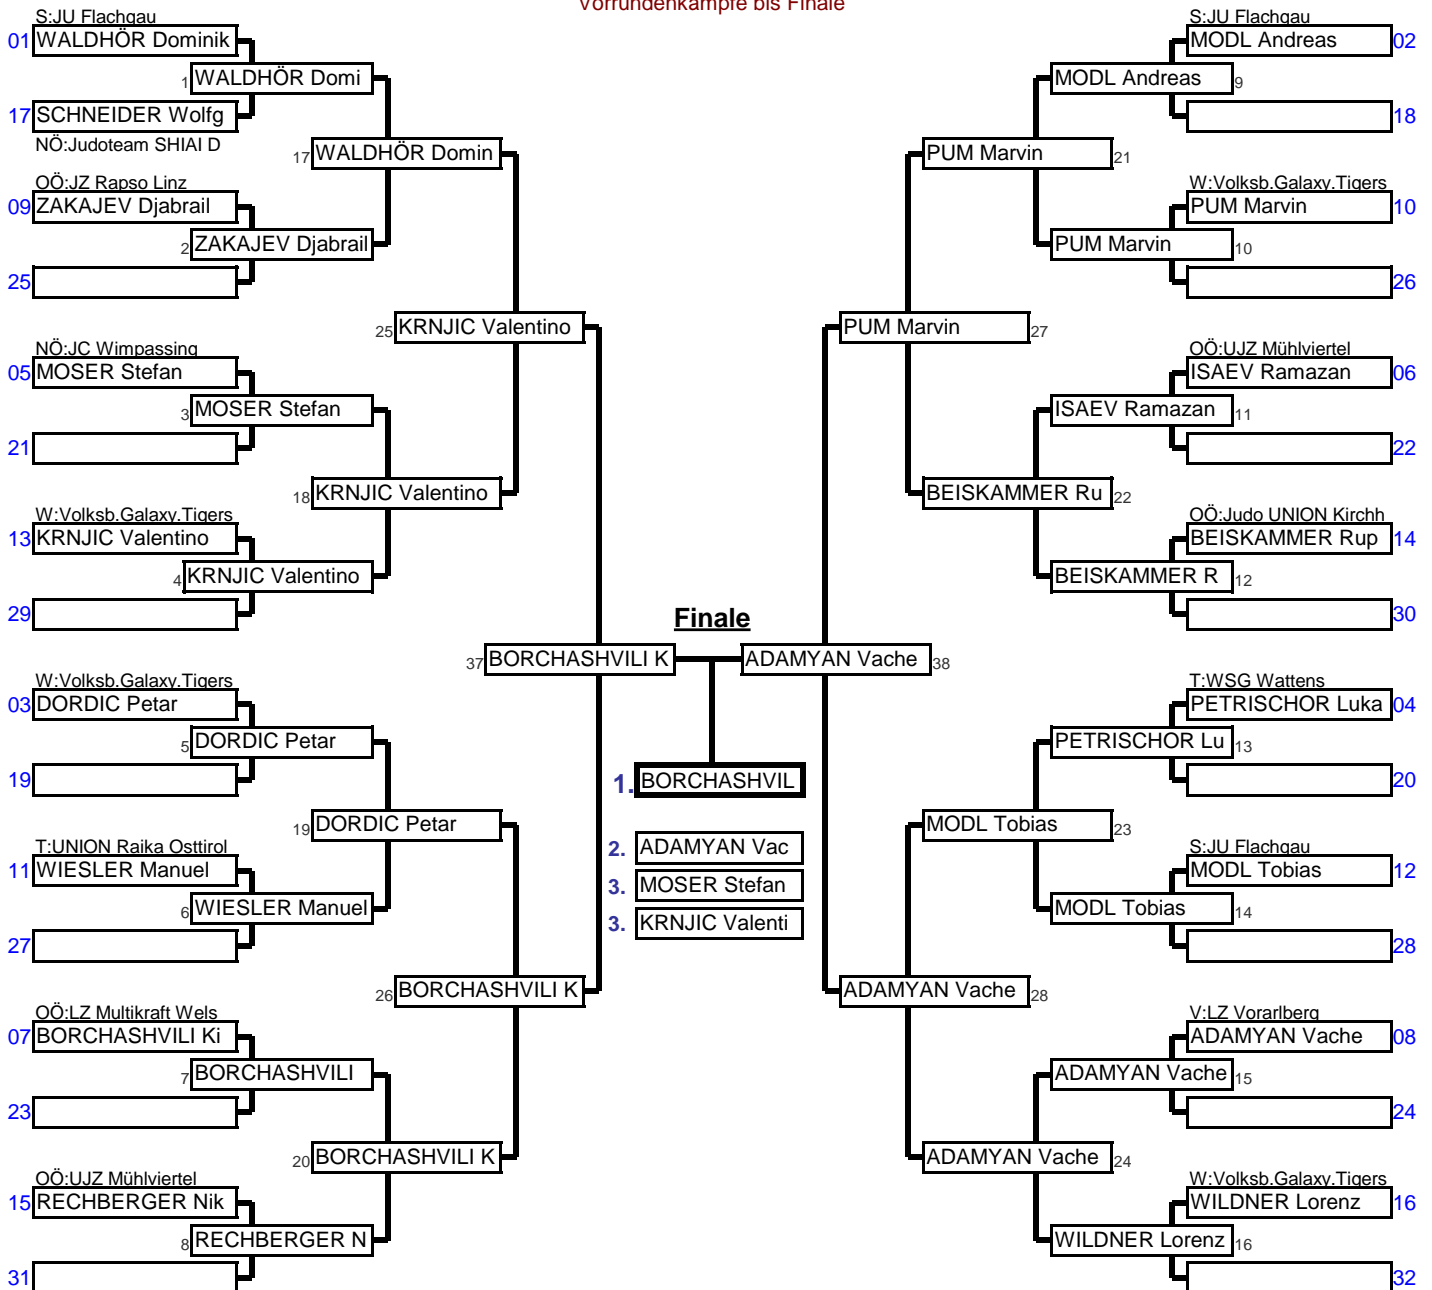 Vorrundenkämpfe bis Finale
S:JU Flachgau
01 WALDHÖR Dominik
1 WALDHÖR Domi
17 SCHNEIDER Wolfg
NÖ:Judoteam SHIAI D
17 WALDHÖR Domin
OÖ:JZ Rapso Linz
09 ZAKAJEV Djabrail
2 ZAKAJEV Djabrail
25
25 KRNJIC Valentino
NÖ:JC Wimpassing
05 MOSER Stefan
3 MOSER Stefan
21
18 KRNJIC Valentino
W:Volksb.Galaxy.Tigers
13 KRNJIC Valentino
4 KRNJIC Valentino
29
37 BORCHASHVILI K
W:Volksb.Galaxy.Tigers
03 DORDIC Petar
5 DORDIC Petar
19
19 DORDIC Petar
T:UNION Raika Osttirol
11 WIESLER Manuel
6 WIESLER Manuel
27
26 BORCHASHVILI K
OÖ:LZ Multikraft Wels
07 BORCHASHVILI Ki
7 BORCHASHVILI
23
20 BORCHASHVILI K
OÖ:UJZ Mühlviertel
15 RECHBERGER Nik
8 RECHBERGER N
31
Finale
1. BORCHASHVIL
2. ADAMYAN Vac
3. MOSER Stefan
3. KRNJIC Valenti
S:JU Flachgau
MODL Andreas 02
MODL Andreas 9
18
PUM Marvin 21
W:Volksb.Galaxy.Tigers
PUM Marvin 10
PUM Marvin 10
26
PUM Marvin 27
OÖ:UJZ Mühlviertel
ISAEV Ramazan 06
ISAEV Ramazan 11
22
BEISKAMMER Ru 22
OÖ:Judo UNION Kirchh
BEISKAMMER Rup 14
BEISKAMMER R 12
30
ADAMYAN Vache 38
T:WSG Wattens
PETRISCHOR Luka 04
PETRISCHOR Lu 13
20
MODL Tobias 23
S:JU Flachgau
MODL Tobias 12
MODL Tobias 14
28
ADAMYAN Vache 28
V:LZ Vorarlberg
ADAMYAN Vache 08
ADAMYAN Vache 15
24
ADAMYAN Vache 24
W:Volksb.Galaxy.Tigers
WILDNER Lorenz 16
WILDNER Lorenz 16
32